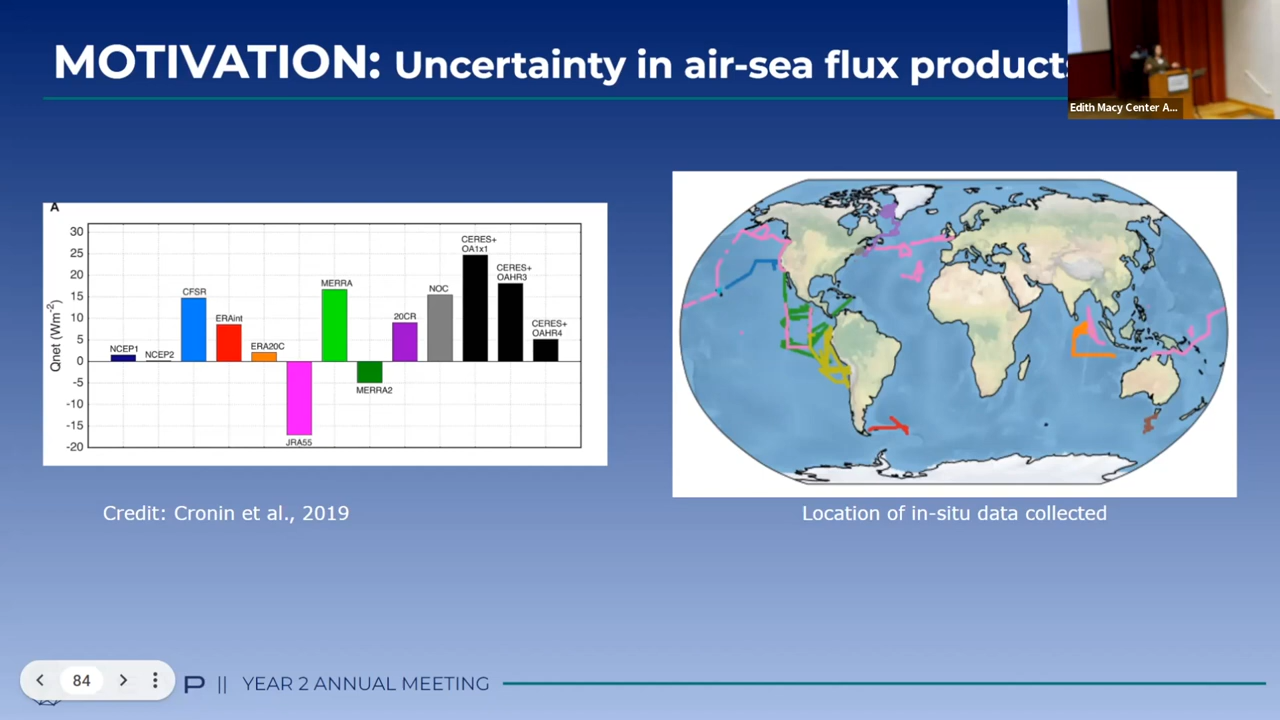 MOTIVATION: Uncertainty in air-sea flux products
Edith Macy Center A...
A
30
25
20
15
10
5
0
-5
-10
-15
-20
Qnet (Wm-2)
NCEP1
NCEP2
CFSR
ERAint
ERA20C
JRA55
MERRA
MERRA2
20CR
NOC
CERES+
OA1x1
CERES+
OAHR3
CERES+
OAHR4
Credit: Cronin et al., 2019
Location of in-situ data collected
84
P || YEAR 2 ANNUAL MEETING